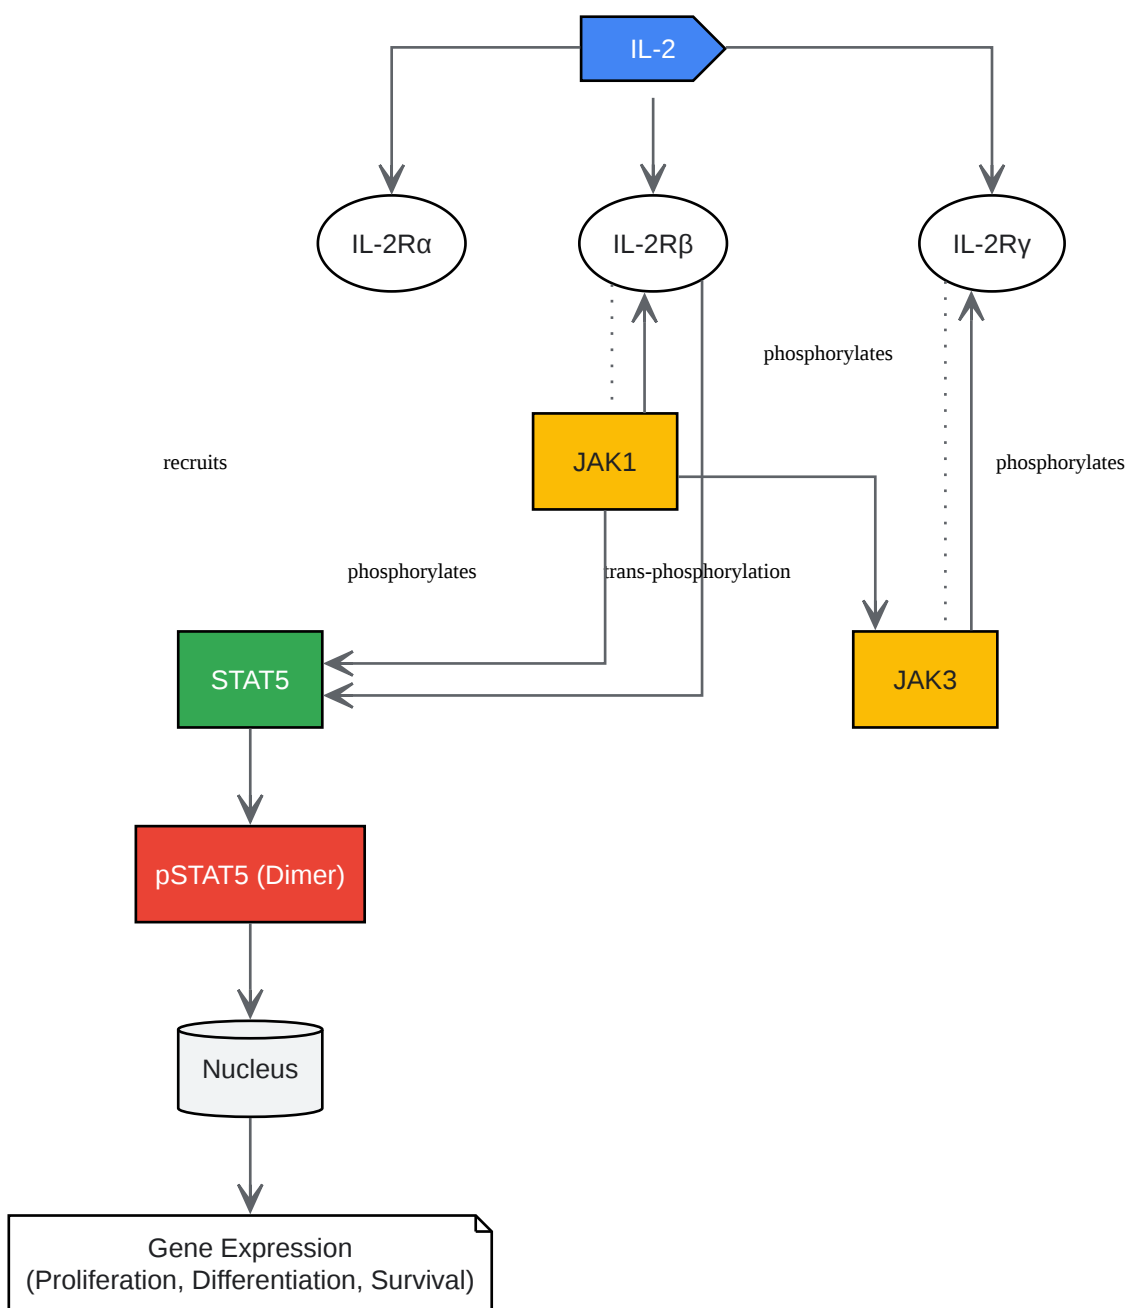 IL-2
IL-2Rα
IL-2Rβ
IL-2Rγ
phosphorylates
recruits
JAK1
phosphorylates
phosphorylates
trans-phosphorylation
STAT5
JAK3
pSTAT5 (Dimer)
Nucleus
Gene Expression
(Proliferation, Differentiation, Survival)